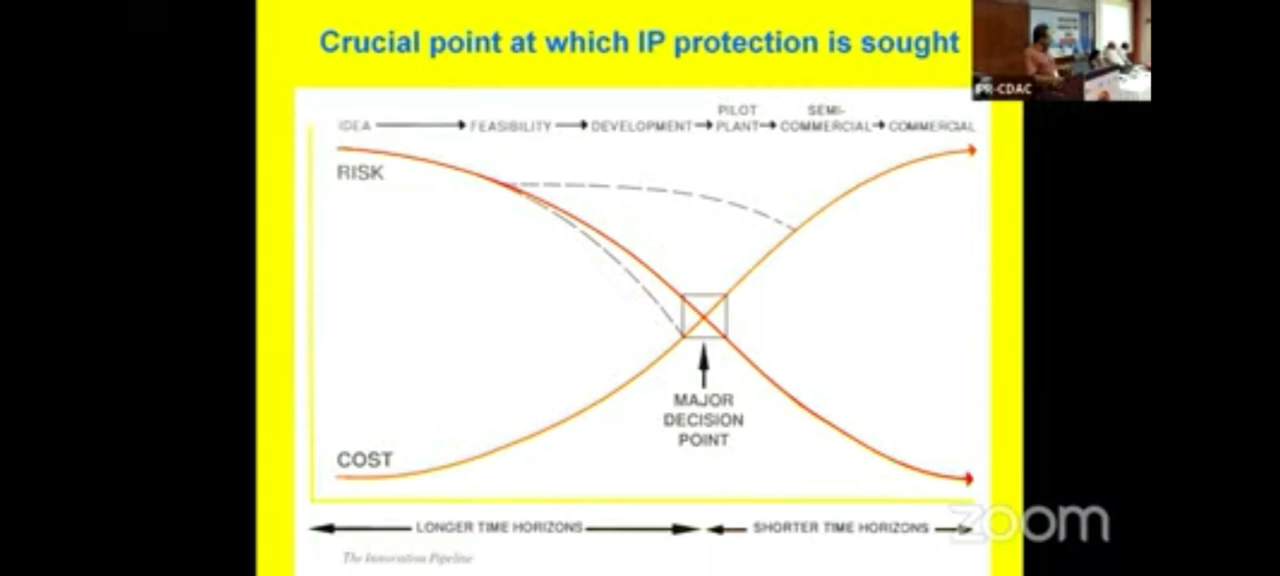 Crucial point at which IP protection is sought
IPR-CDAC
PILOT SEMI-
IDEA FEASIBILITY DEVELOPMENT PLANT COMMERCIAL COMMERCIAL
RISK
MAJOR
DECISION
POINT
COST
LONGER TIME HORIZONS SHORTER TIME HORIZONS
zoom
The Innovation Pipeline